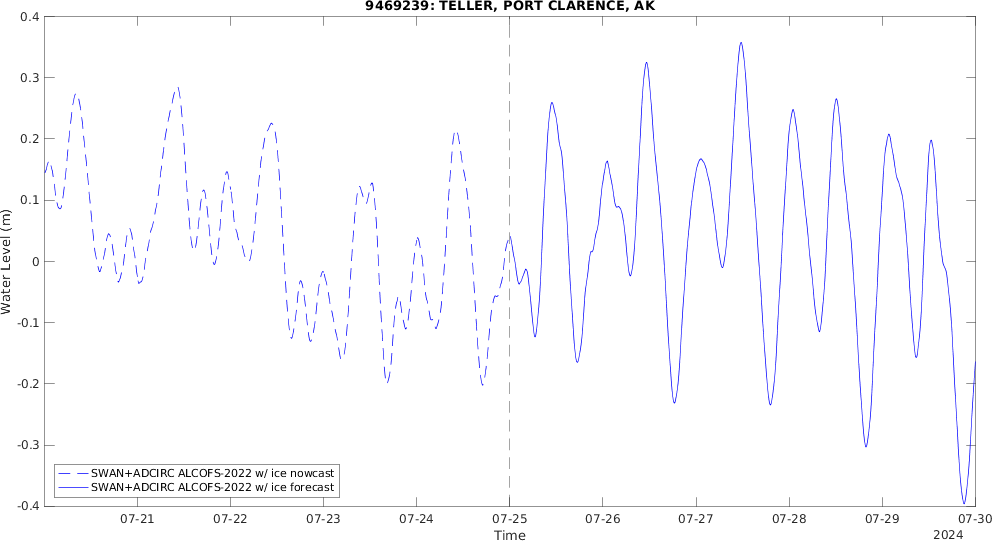 9469239: TELLER, PORT CLARENCE, AK
0.4
0.3
0.2
0.1
0
-0.1
-0.2
-0.3
-0.4
Water Level (m)
SWAN+ADCIRC ALCOFS-2022 w/ ice nowcast
SWAN+ADCIRC ALCOFS-2022 w/ ice forecast
07-21 07-22 07-23 07-24 07-25 07-26 07-27 07-28 07-29 07-30
Time
2024